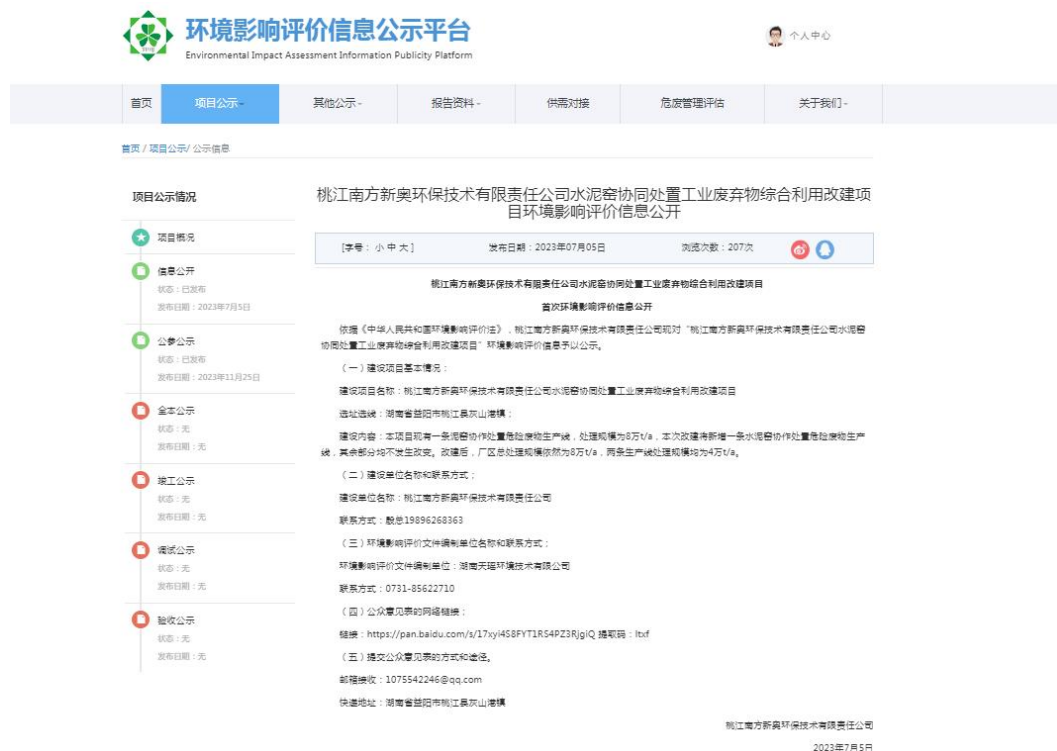 环境影响评价信息公示平台
Environmental Impact Assessment Information Publicity Platform
个人中心
首页 项目公示 其他公示 报告资料 供需对接 危废管理评估 关于我们
首页 / 项目公示/ 公示信息
项目公示情况
项目概况
信息公开
状态：已发布
发布日期：2023年7月5日
公参公示
状态：已发布
发布日期：2023年11月25日
全本公示
状态：无
发布日期：无
竣工公示
状态：无
发布日期：无
调试公示
状态：无
发布日期：无
验收公示
状态：无
发布日期：无
桃江南方新奥环保技术有限责任公司水泥窑协同处置工业废弃物综合利用改建项
目环境影响评价信息公开
[字号：小 中 大] 发布日期：2023年07月05日 浏览次数：207次
桃江南方新奥环保技术有限责任公司水泥窑协同处置工业废弃物综合利用改建项目
首次环境影响评价信息公开
依据《中华人民共和国环境影响评价法》，桃江南方新奥环保技术有限责任公司现对“桃江南方新奥环保技术有限责任公司水泥窑
协同处置工业废弃物综合利用改建项目”环境影响评价信息予以公示。
（一）建设项目基本情况：
建设项目名称：桃江南方新奥环保技术有限责任公司水泥窑协同处置工业废弃物综合利用改建项目
选址选线：湖南省益阳市桃江县灰山港镇；
建设内容：本项目现有一条泥窑协作处置危险废物生产线，处理规模为8万t/a，本次改建将新增一条水泥窑协作处置危险废物生产
线，其余部分均不发生改变。改建后，厂区总处理规模依然为8万t/a，两条生产线处理规模均为4万t/a。
（二）建设单位名称和联系方式；
建设单位名称：桃江南方新奥环保技术有限责任公司
联系方式：殷总19896268363
（三）环境影响评价文件编制单位名称和联系方式；
环境影响评价文件编制单位：湖南天瑶环境技术有限公司
联系方式：0731-85622710
（四）公众意见表的网络链接；
链接：https://pan.baidu.com/s/17xyi4S8FYT1RS4PZ3RjgiQ 提取码：ltxf
（五）提交公众意见表的方式和途径。
邮箱接收：1075542246@qq.com
快递地址：湖南省益阳市桃江县灰山港镇
桃江南方新奥环保技术有限责任公司
2023年7月5日